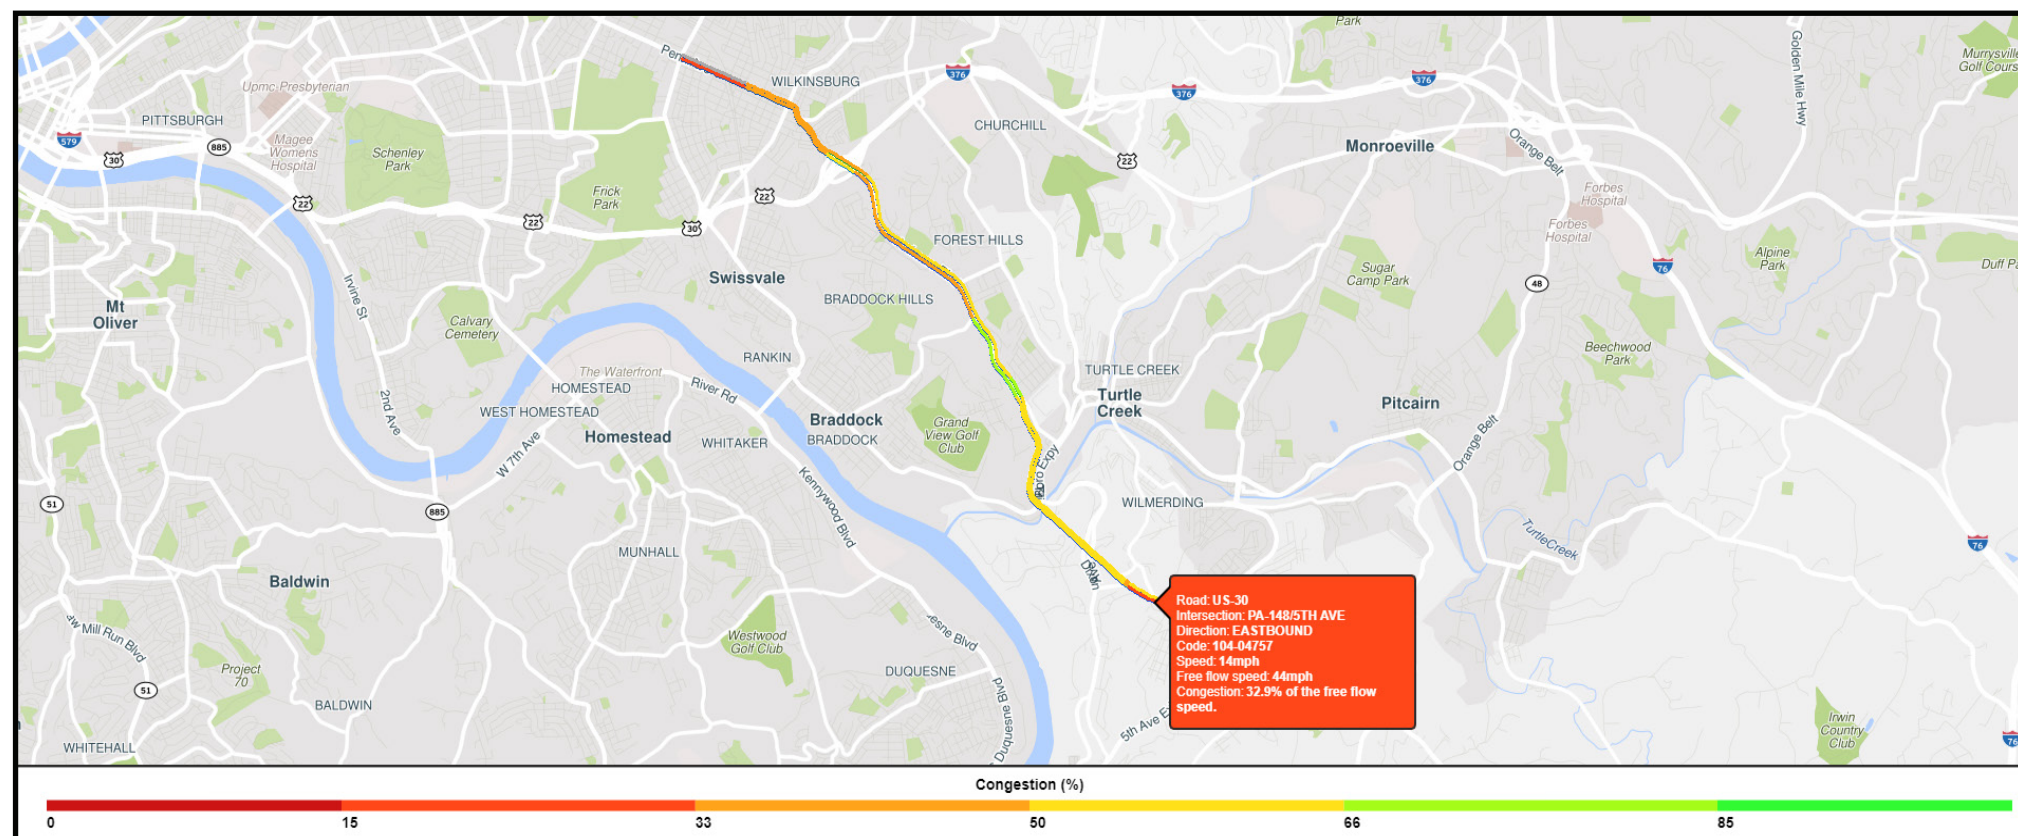 Park
Golden Mile Hwy
Murrysville
Golf Cours
376
376
376
WILKINSBURG
Upmc Presbyterian
PITTSBURGH
579
885
30
Magee
Womens
Hospital
Schenley
Park
CHURCHILL
Monroeville
Orange Belt
22
Frick
Park
22
22
22
30
Forbes
Hospital
Forbes
Hospital
FOREST HILLS
Alpine
Park
Duff Pa
76
Sugar
Camp Park
48
Swissvale
Irvine St
BRADDOCK HILLS
Mt
Oliver
Calvary
Cemetery
Beechwood
Park
RANKIN
The Waterfront
HOMESTEAD
River Rd
TURTLE CREEK
Turtle
Creek
2nd Ave
WEST HOMESTEAD
Braddock
BRADDOCK
Grand
View Golf
Club
Pitcairn
Homestead
WHITAKER
W 7th Ave
Orange Belt
Kennywood Blvd
51
885
WILMERDING
TurtleCreek
76
MUNHALL
Baldwin
Road: US-30
Intersection: PA-148/5TH AVE
Direction: EASTBOUND
Code: 104-04757
Speed: 14mph
Free flow speed: 44mph
Congestion: 32.9% of the free flow
speed.
aw Mill Run Blvd
Westwood
Golf Club
esne Blvd
Project
70
DUQUESNE
51
BALDWIN
Duquesne Blvd
5th Ave E
Irwin
Country
Club
76
WHITEHALL
Congestion (%)
0 15 33 50 66 85